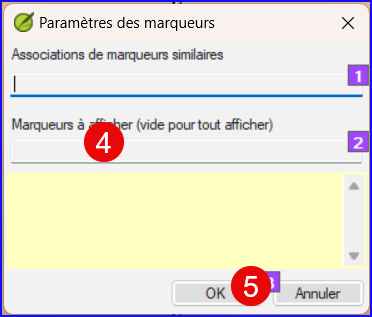 Paramètres des marqueurs
Associations de marqueurs similaires
1
Marqueurs à afficher (vide pour tout afficher)
4
2
OK
5
3
Annuler